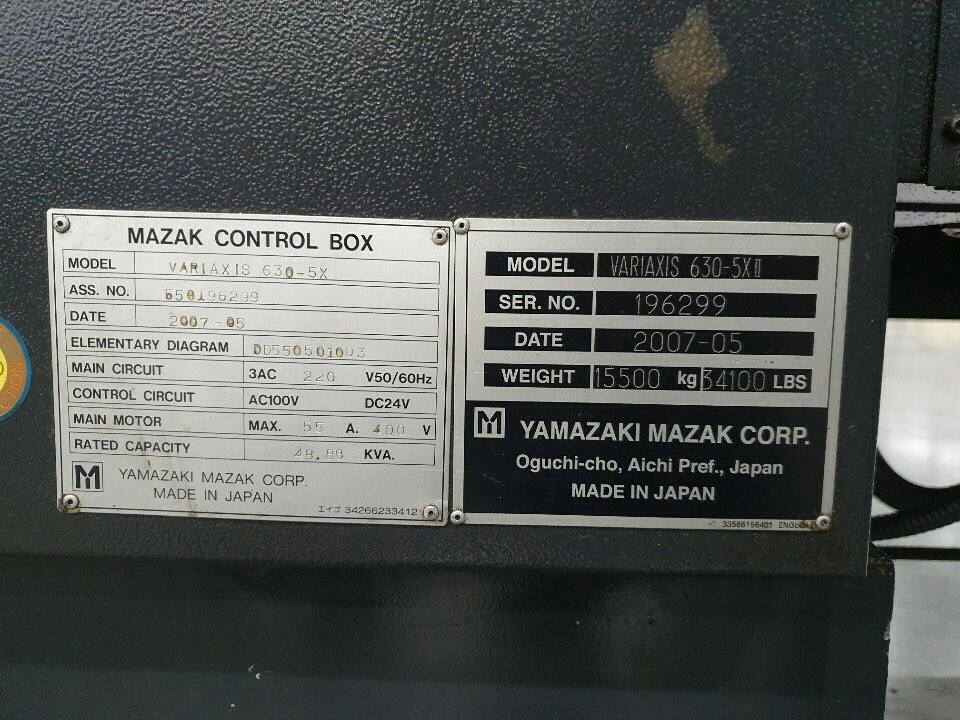 MAZAK CONTROL BOX
MODEL VARIAXIS 630-5X
ASS. NO. 550196299
DATE 2007-05
ELEMENTARY DIAGRAM DD550501003
MAIN CIRCUIT 3AC 220 V50/60Hz
CONTROL CIRCUIT AC100V DC24V
MAIN MOTOR MAX. 55 A. 400 V
RATED CAPACITY 48.88 KVA.
YAMAZAKI MAZAK CORP.
MADE IN JAPAN
MODEL VARIAXIS 630-5XⅡ
SER. NO. 196299
DATE 2007-05
WEIGHT 15500 kg 34100 LBS
YAMAZAKI MAZAK CORP.
Oguchi-cho, Aichi Pref., Japan
MADE IN JAPAN
33566156401 ENGLISH